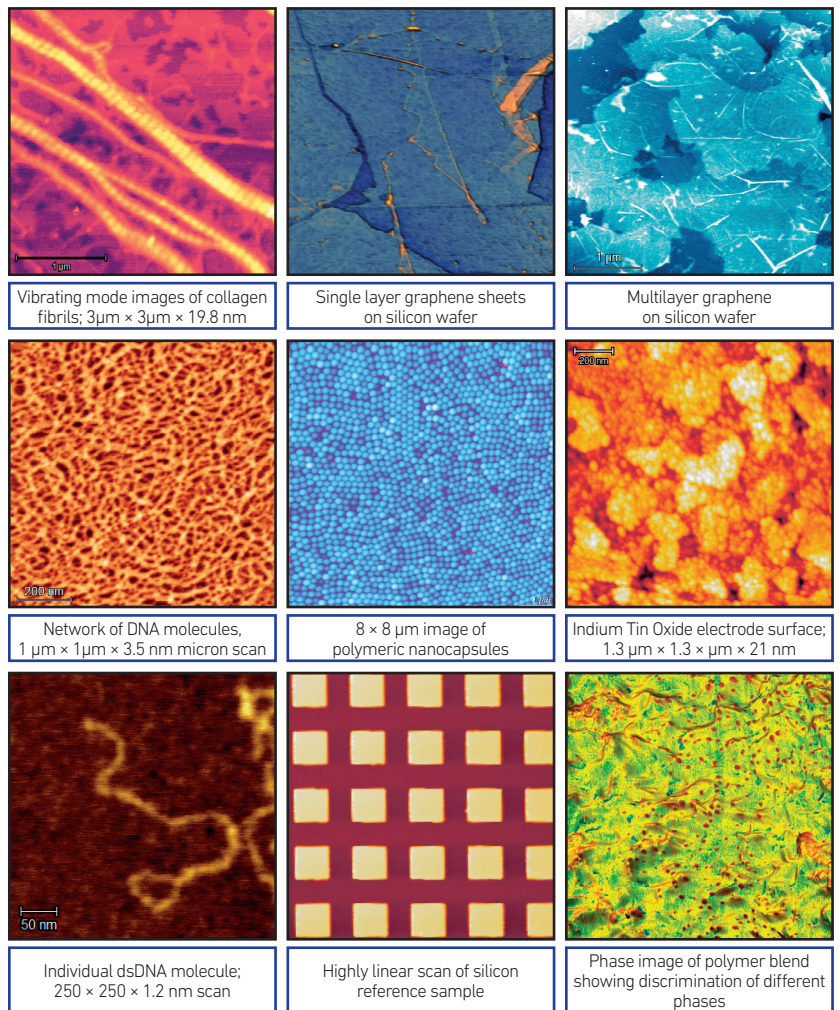 1 µm
1 µm
Vibrating mode images of collagen
fibrils; 3µm × 3µm × 19.8 nm
Single layer graphene sheets
on silicon wafer
Multilayer graphene
on silicon wafer
200 nm
200 nm
1 µm
Network of DNA molecules,
1 µm × 1µm × 3.5 nm micron scan
8 × 8 µm image of
polymeric nanocapsules
Indium Tin Oxide electrode surface;
1.3 µm × 1.3 × µm × 21 nm
50 nm
Individual dsDNA molecule;
250 × 250 × 1.2 nm scan
Highly linear scan of silicon
reference sample
Phase image of polymer blend
showing discrimination of different
phases